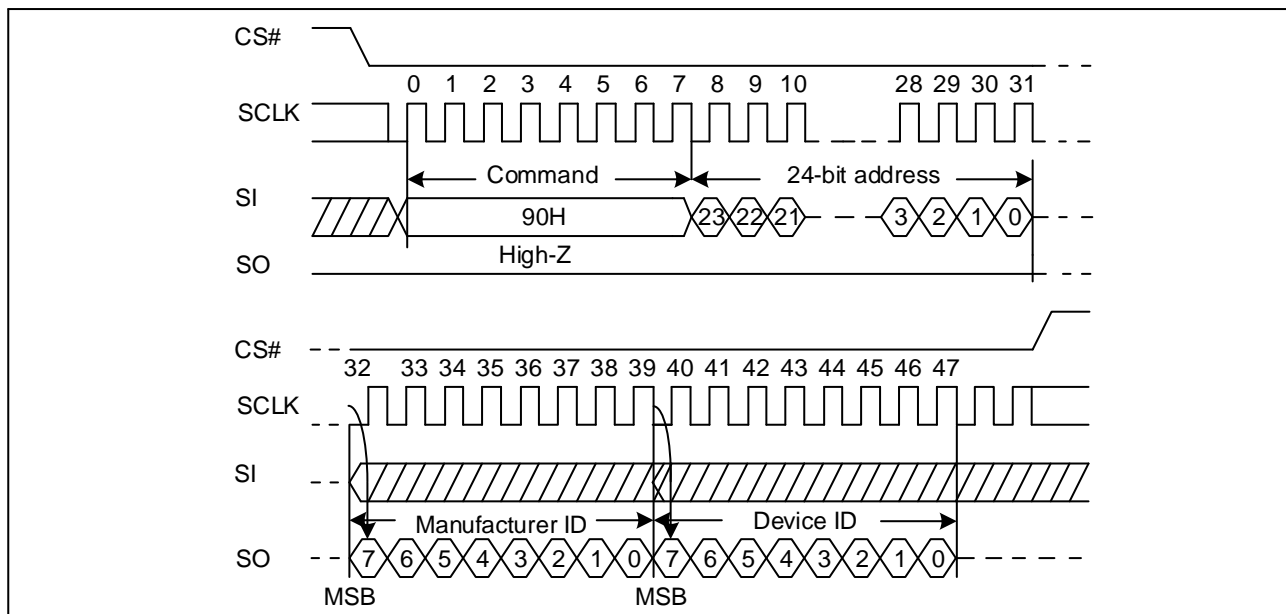 CS#
0 1 2 3 4 5 6 7 8 9 10 28 29 30 31
SCLK
Command 24-bit address
SI
90H 23 22 21 3 2 1 0
High-Z
SO
CS#
32 33 34 35 36 37 38 39 40 41 42 43 44 45 46 47
SCLK
SI
Manufacturer ID Device ID
SO 7 6 5 4 3 2 1 0 7 6 5 4 3 2 1 0
MSB MSB